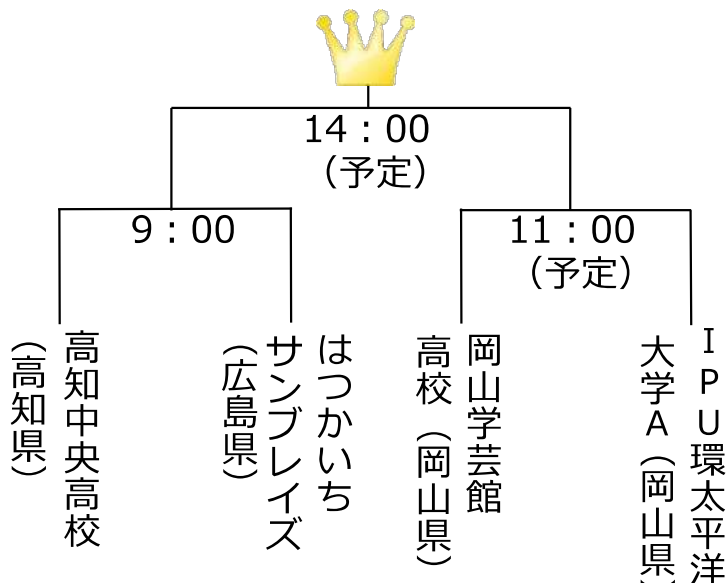 14：00
（予定）
9：00
11：00
（予定）
高知中央高校
（高知県）
はつかいち
サンブレイズ
（広島県）
岡山学芸館
高校（岡山県）
ＩＰＵ環太平洋
大学Ａ（岡山県）